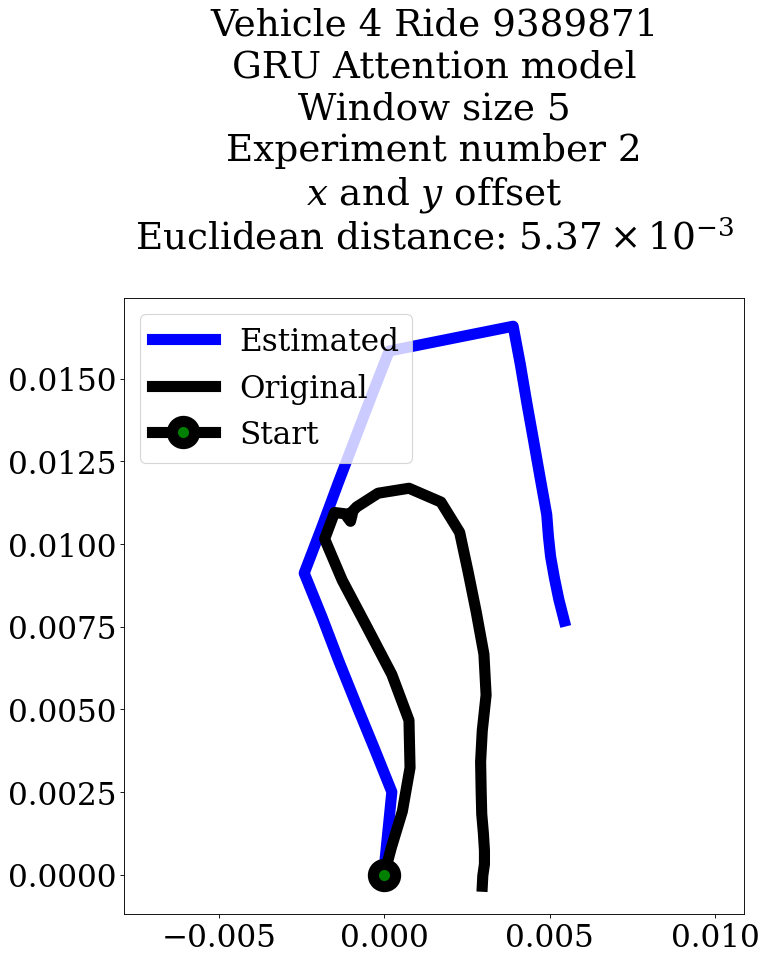 Vehicle 4 Ride 9389871
GRU Attention model
Window size 5
Experiment number 2
x and y offset
Euclidean distance: 5.37 × 10⁻³
Estimated
Original
Start
0.0150
0.0125
0.0100
0.0075
0.0050
0.0025
0.0000
−0.005 0.000 0.005 0.010